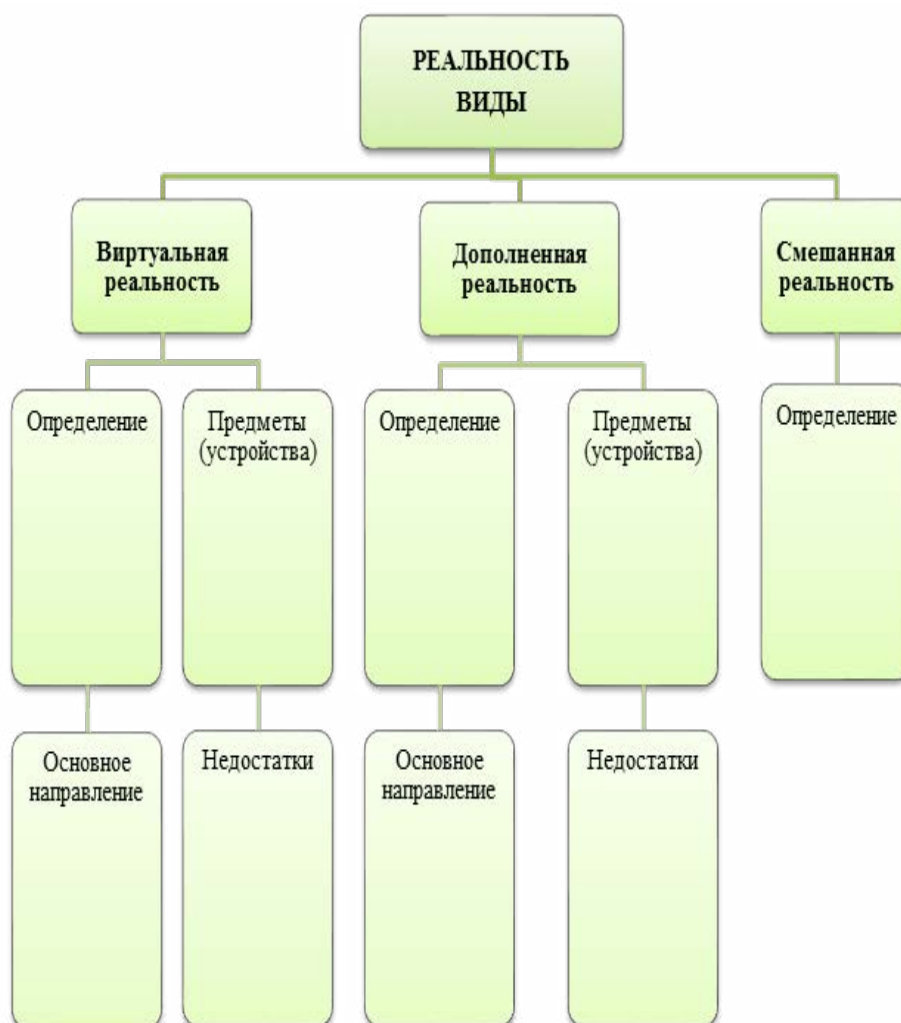 РЕАЛЬНОСТЬ
ВИДЫ
Виртуальная
реальность
Дополненная
реальность
Смешанная
реальность
Определение
Предметы
(устройства)
Определение
Предметы
(устройства)
Определение
Основное
направление
Недостатки
Основное
направление
Недостатки